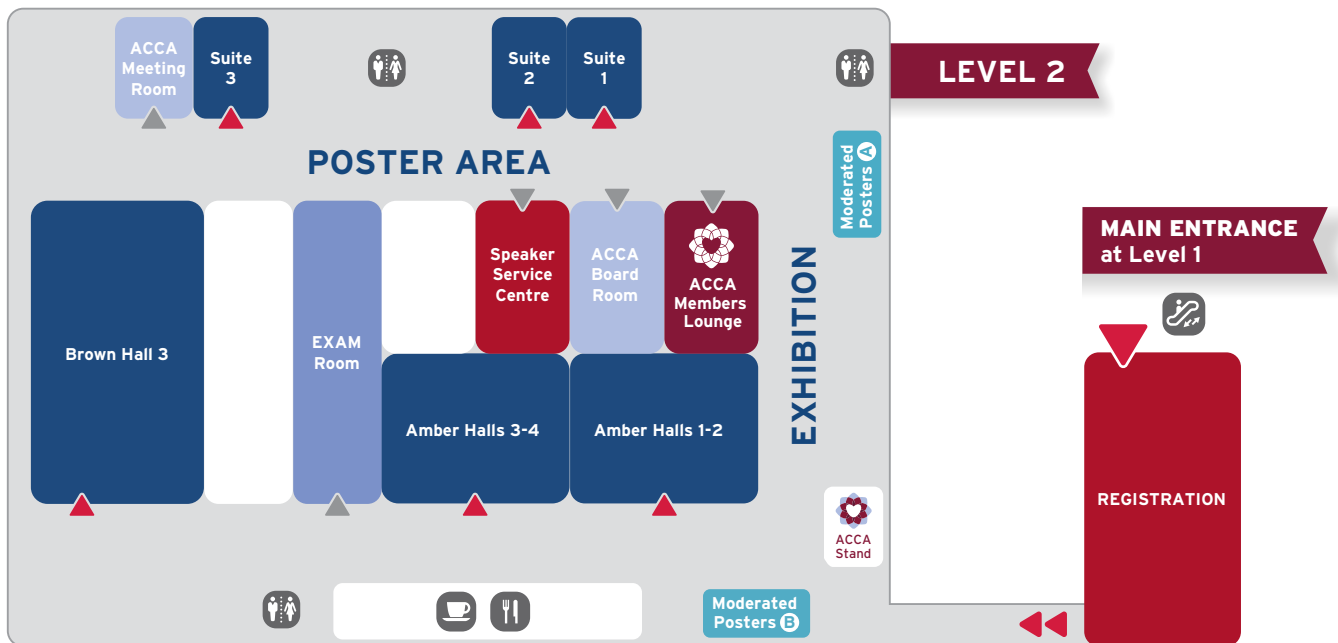 ACCA
Meeting
Room
Suite
3
Suite
2
Suite
1
LEVEL 2
POSTER AREA
Moderated
Posters A
MAIN ENTRANCE
at Level 1
Speaker
Service
Centre
ACCA
Board
Room
ACCA
Members
Lounge
EXHIBITION
Brown Hall 3
EXAM
Room
Amber Halls 3-4
Amber Halls 1-2
REGISTRATION
ACCA
Stand
Moderated
Posters B